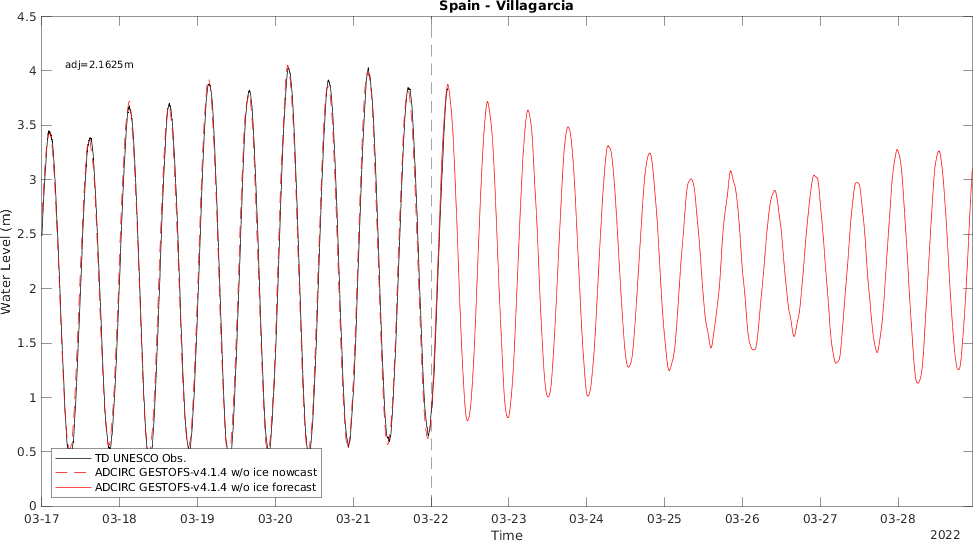 Spain - Villagarcia
adj=2.1625m
Water Level (m)
4.5
4
3.5
3
2.5
2
1.5
1
0.5
0
TD UNESCO Obs.
ADCIRC GESTOFS-v4.1.4 w/o ice nowcast
ADCIRC GESTOFS-v4.1.4 w/o ice forecast
03-17 03-18 03-19 03-20 03-21 03-22 03-23 03-24 03-25 03-26 03-27 03-28
Time
2022